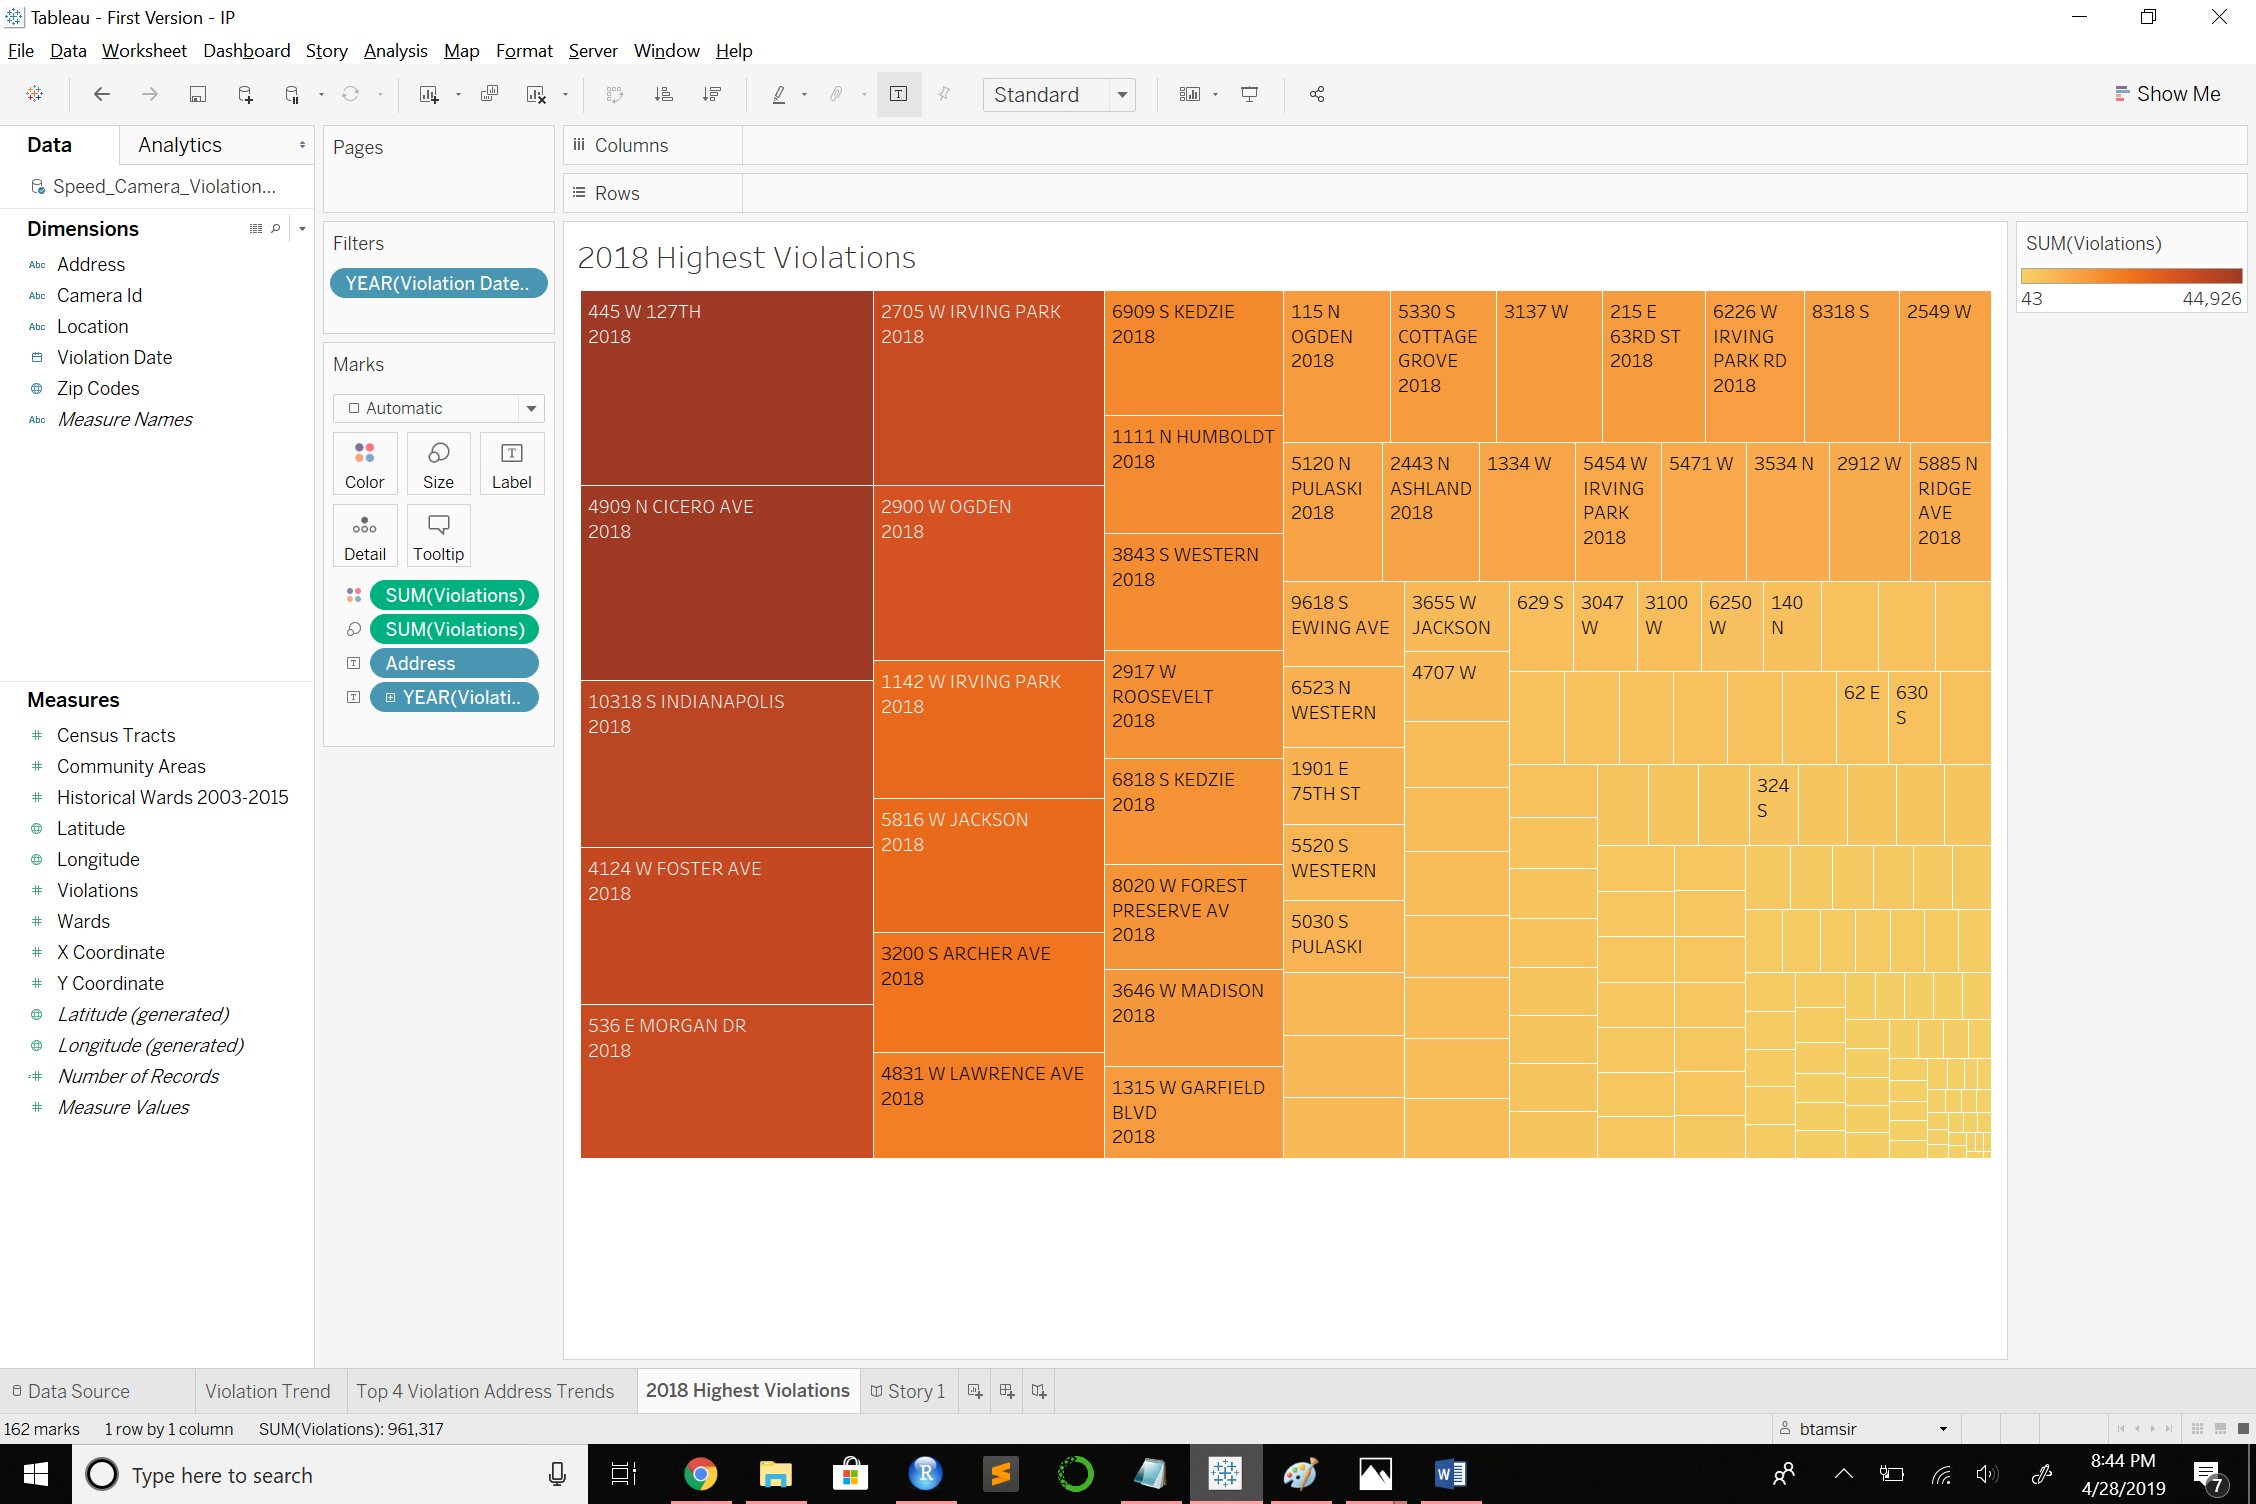 Tableau - First Version - IP
File Data Worksheet Dashboard Story Analysis Map Format Server Window Help
Standard
Show Me
Data
Analytics
Speed_Camera_Violation...
Dimensions
Abc Address
Abc Camera Id
Abc Location
Violation Date
Zip Codes
Abc Measure Names
Measures
Census Tracts
Community Areas
Historical Wards 2003-2015
Latitude
Longitude
Violations
Wards
X Coordinate
Y Coordinate
Latitude (generated)
Longitude (generated)
Number of Records
Measure Values
Pages
Filters
YEAR(Violation Date..
Marks
Automatic
Color
Size
Label
Detail
Tooltip
SUM(Violations)
SUM(Violations)
Address
YEAR(Violati..
Columns
Rows
2018 Highest Violations
445 W 127TH
2018
4909 N CICERO AVE
2018
10318 S INDIANAPOLIS
2018
4124 W FOSTER AVE
2018
536 E MORGAN DR
2018
2705 W IRVING PARK
2018
2900 W OGDEN
2018
1142 W IRVING PARK
2018
5816 W JACKSON
2018
3200 S ARCHER AVE
2018
4831 W LAWRENCE AVE
2018
6909 S KEDZIE
2018
1111 N HUMBOLDT
2018
3843 S WESTERN
2018
2917 W
ROOSEVELT
2018
6818 S KEDZIE
2018
8020 W FOREST
PRESERVE AV
2018
3646 W MADISON
2018
1315 W GARFIELD
BLVD
2018
115 N
OGDEN
2018
5330 S
COTTAGE
GROVE
2018
3137 W
215 E
63RD ST
2018
6226 W
IRVING
PARK RD
2018
8318 S
2549 W
5120 N
PULASKI
2018
2443 N
ASHLAND
2018
1334 W
5454 W
IRVING
PARK
2018
5471 W
3534 N
2912 W
5885 N
RIDGE
AVE
2018
9618 S
EWING AVE
6523 N
WESTERN
1901 E
75TH ST
5520 S
WESTERN
5030 S
PULASKI
3655 W
JACKSON
4707 W
629 S
3047
W
3100
W
6250
W
140
N
62 E
630
S
324
S
SUM(Violations)
43
44,926
Data Source
Violation Trend
Top 4 Violation Address Trends
2018 Highest Violations
Story 1
162 marks
1 row by 1 column
SUM(Violations): 961,317
btamsir
Type here to search
8:44 PM
4/28/2019
7